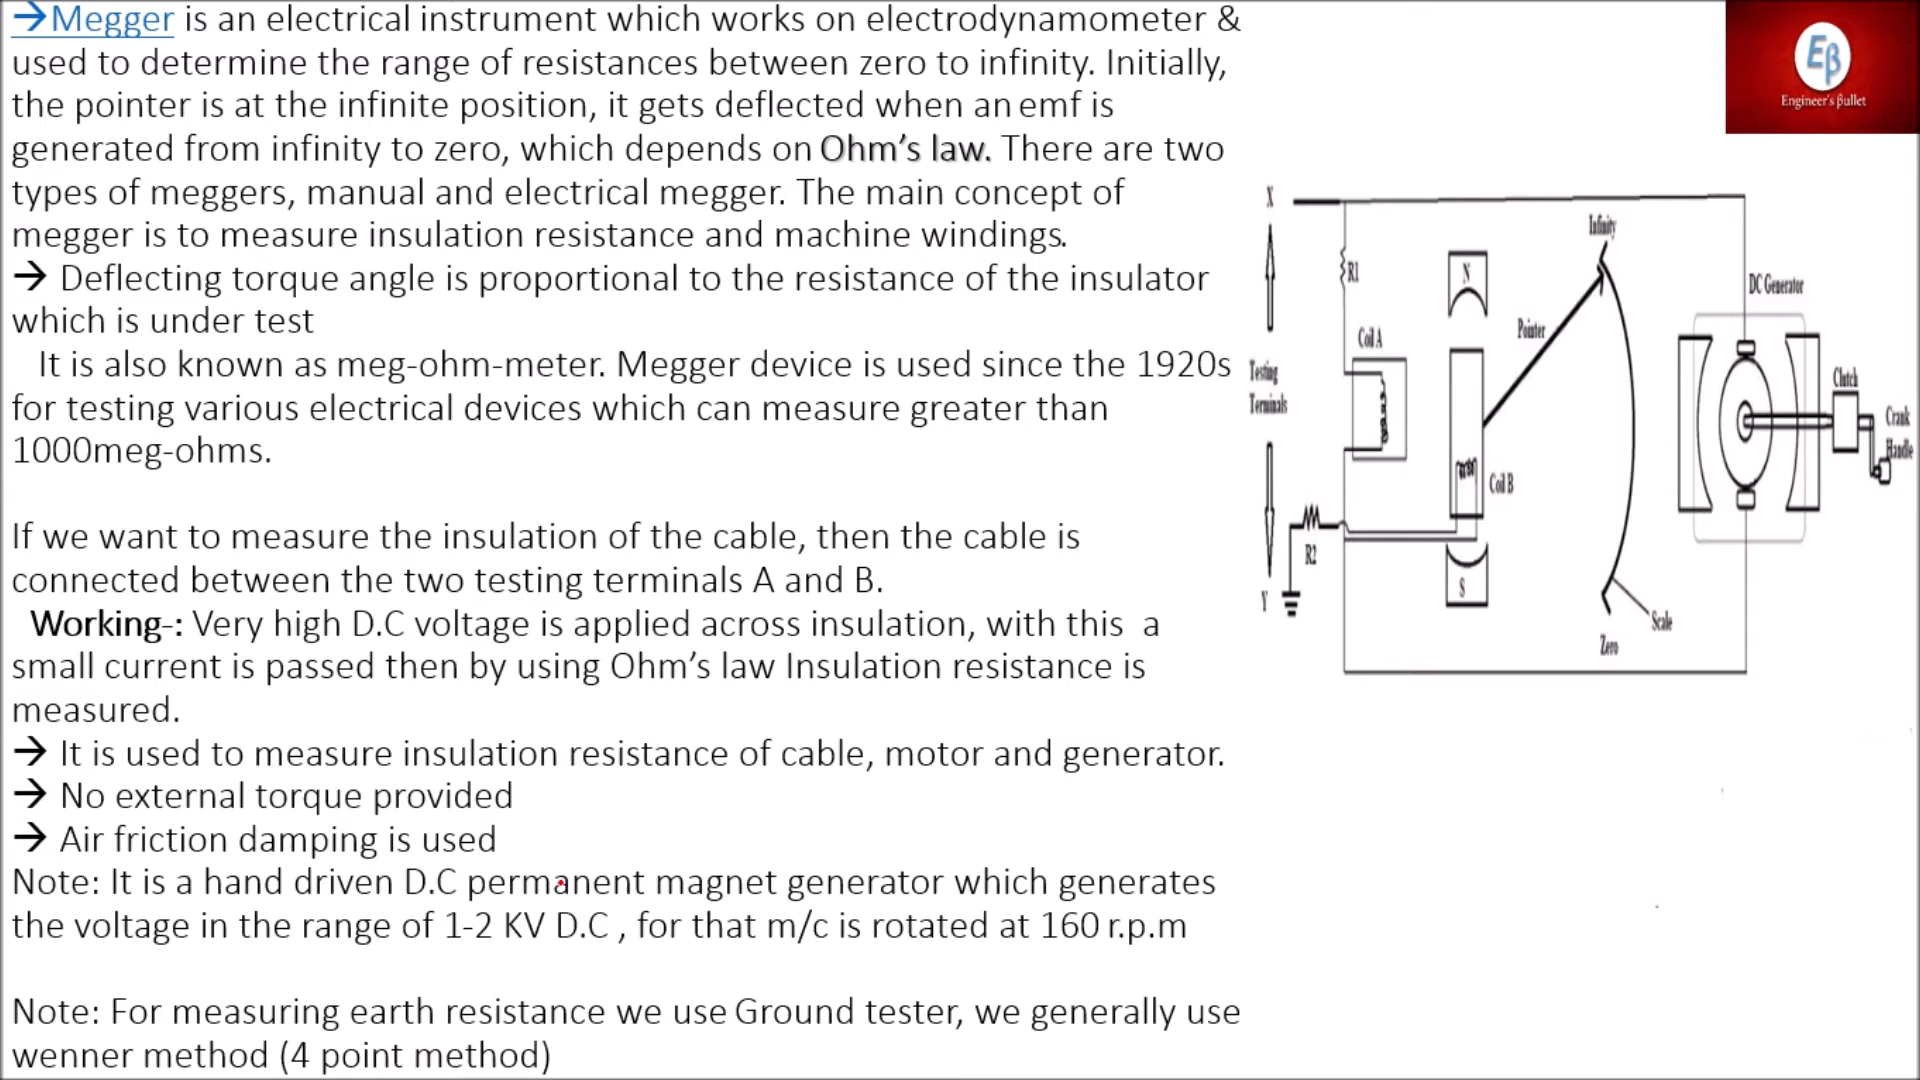 →Megger is an electrical instrument which works on electrodynamometer &
used to determine the range of resistances between zero to infinity. Initially,
the pointer is at the infinite position, it gets deflected when an emf is
generated from infinity to zero, which depends on Ohm's law. There are two
types of meggers, manual and electrical megger. The main concept of
megger is to measure insulation resistance and machine windings.
→ Deflecting torque angle is proportional to the resistance of the insulator
which is under test
It is also known as meg-ohm-meter. Megger device is used since the 1920s
for testing various electrical devices which can measure greater than
1000meg-ohms.
If we want to measure the insulation of the cable, then the cable is
connected between the two testing terminals A and B.
Working-: Very high D.C voltage is applied across insulation, with this a
small current is passed then by using Ohm's law Insulation resistance is
measured.
→ It is used to measure insulation resistance of cable, motor and generator.
→ No external torque provided
→ Air friction damping is used
Note: It is a hand driven D.C permanent magnet generator which generates
the voltage in the range of 1-2 KV D.C , for that m/c is rotated at 160 r.p.m
Note: For measuring earth resistance we use Ground tester, we generally use
wenner method (4 point method)
Eβ
Engineer's βullet
X
Infinity
R1
N
DC Generator
Pointer
Coil A
Testing
Terminals
Clutch
Crank
Handle
Coil B
R2
S
Y
Scale
Zero